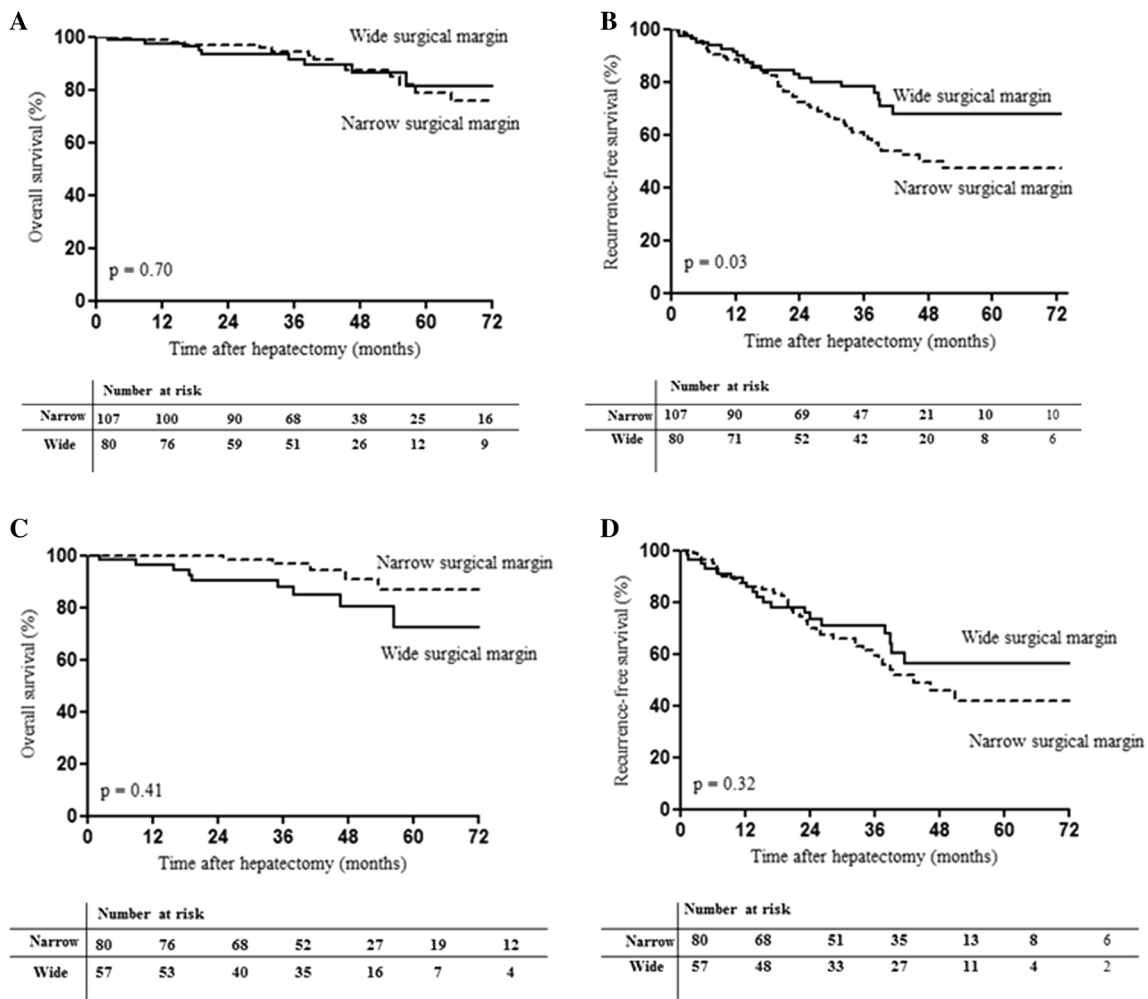 A
Overall survival (%)
100
80
60
40
20
0
Wide surgical margin
Narrow surgical margin
p = 0.70
0 12 24 36 48 60 72
Time after hepatectomy (months)
Number at risk
Narrow 107 100 90 68 38 25 16
Wide 80 76 59 51 26 12 9
B
Recurrence-free survival (%)
100
80
60
40
20
0
Wide surgical margin
Narrow surgical margin
p = 0.03
0 12 24 36 48 60 72
Time after hepatectomy (months)
Number at risk
Narrow 107 90 69 47 21 10 10
Wide 80 71 52 42 20 8 6
C
Overall survival (%)
100
80
60
40
20
0
Narrow surgical margin
Wide surgical margin
p = 0.41
0 12 24 36 48 60 72
Time after hepatectomy (months)
Number at risk
Narrow 80 76 68 52 27 19 12
Wide 57 53 40 35 16 7 4
D
Recurrence-free survival (%)
100
80
60
40
20
0
Wide surgical margin
Narrow surgical margin
p = 0.32
0 12 24 36 48 60 72
Time after hepatectomy (months)
Number at risk
Narrow 80 68 51 35 13 8 6
Wide 57 48 33 27 11 4 2